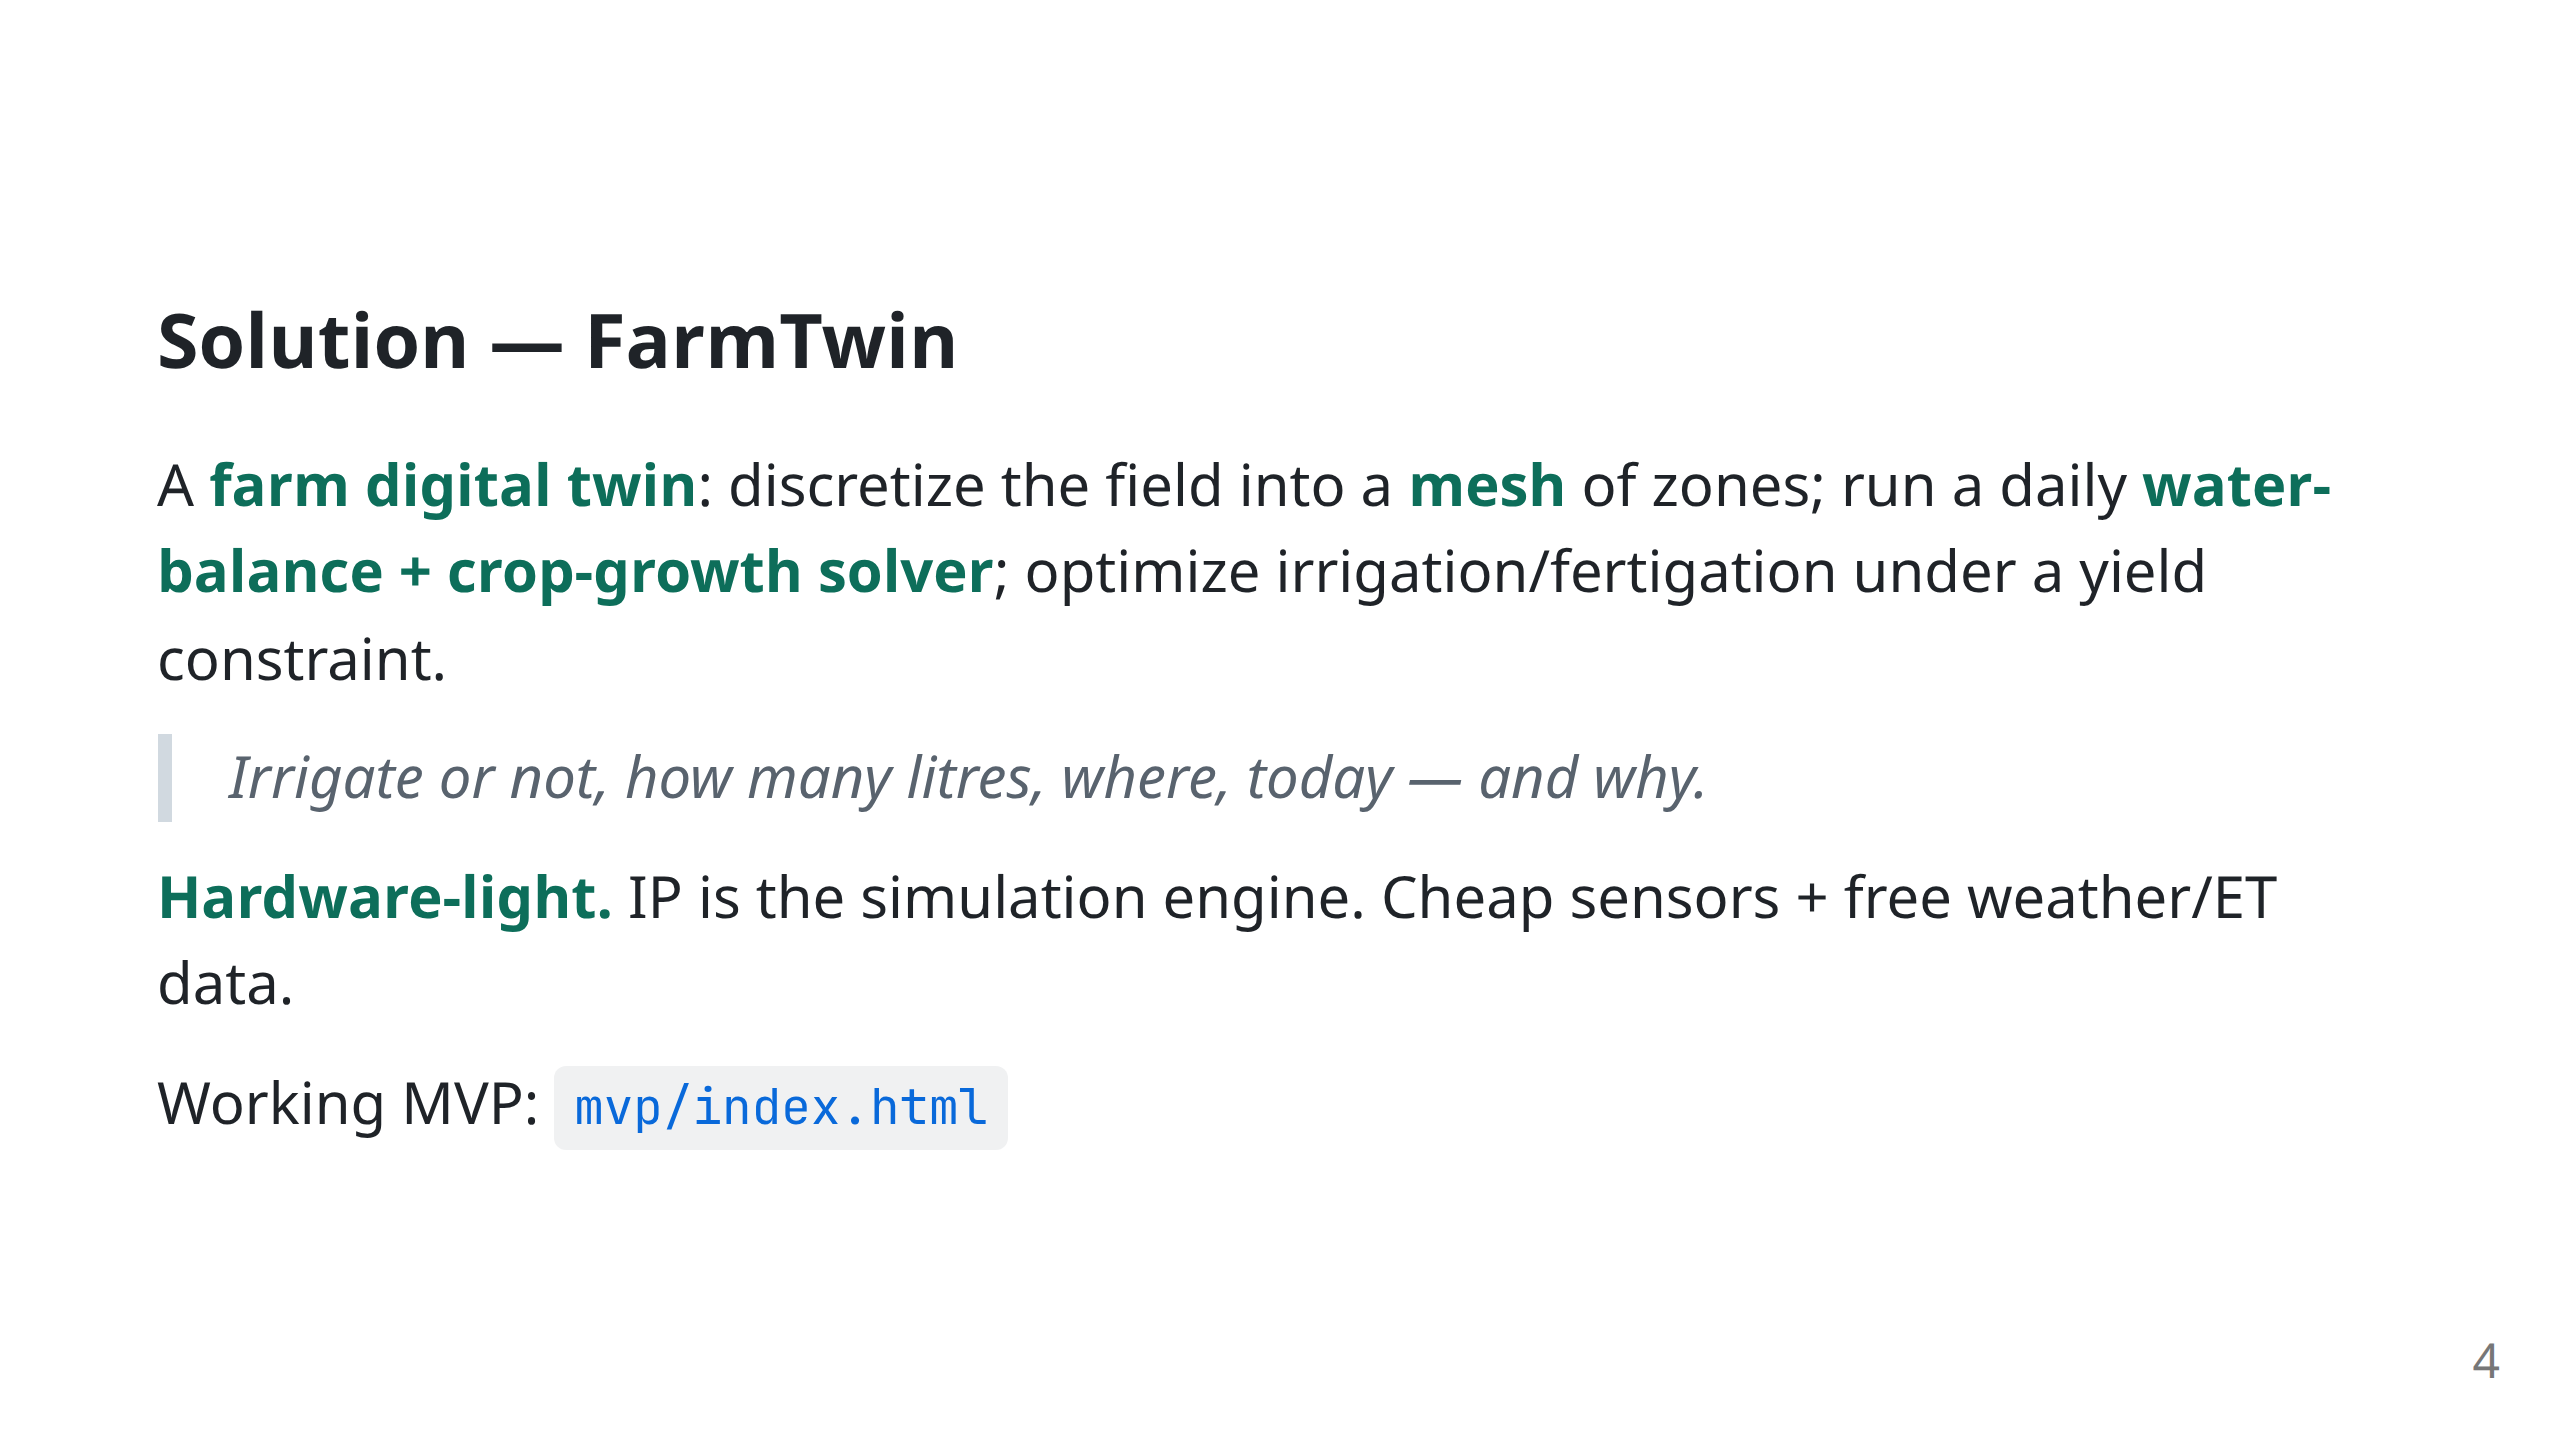 Solution — FarmTwin
A farm digital twin: discretize the field into a mesh of zones; run a daily water-
balance + crop-growth solver; optimize irrigation/fertigation under a yield
constraint.
Irrigate or not, how many litres, where, today — and why.
Hardware-light. IP is the simulation engine. Cheap sensors + free weather/ET
data.
Working MVP: mvp/index.html
4